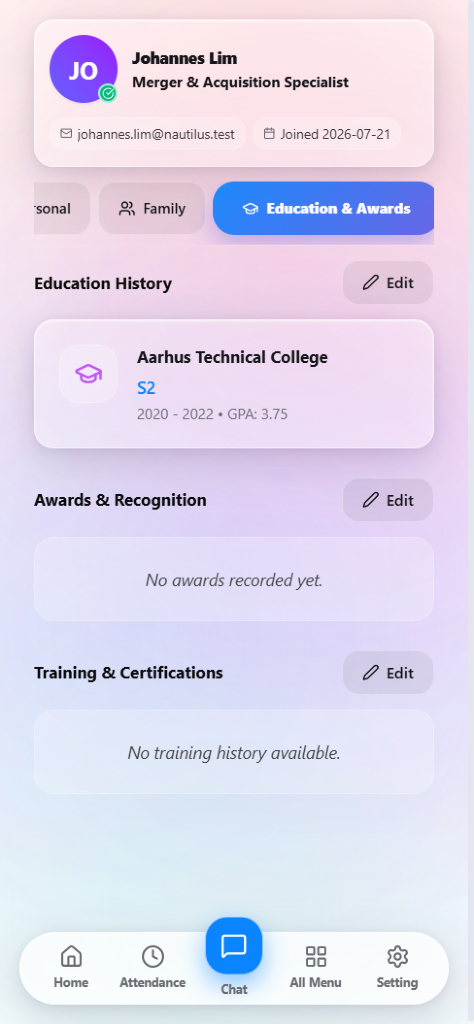 JO
Johannes Lim
Merger & Acquisition Specialist
johannes.lim@nautilus.test
Joined 2026-07-21
rsonal
Family
Education & Awards
Education History
Edit
Aarhus Technical College
S2
2020 - 2022 • GPA: 3.75
Awards & Recognition
Edit
No awards recorded yet.
Training & Certifications
Edit
No training history available.
Home
Attendance
Chat
All Menu
Setting